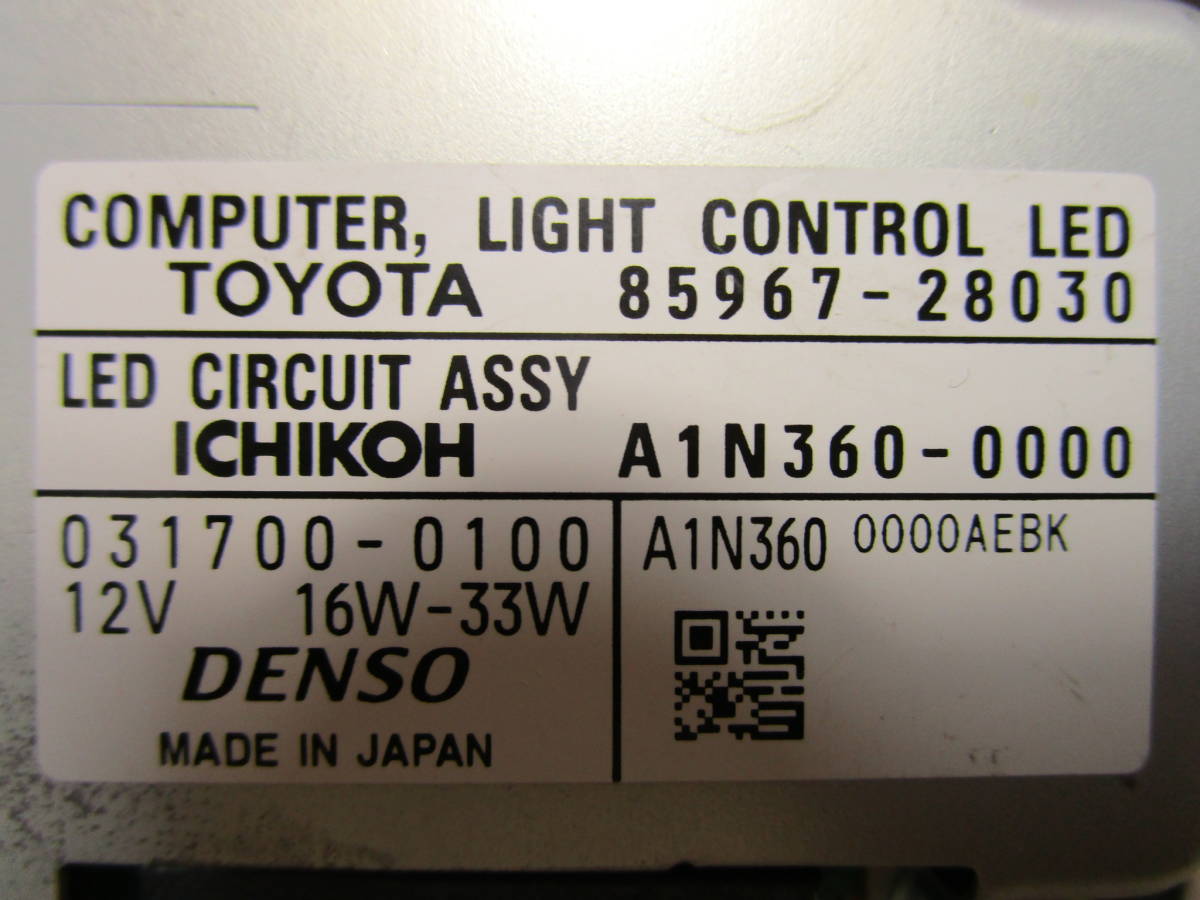 COMPUTER, LIGHT CONTROL LED
TOYOTA 85967-28030
LED CIRCUIT ASSY
ICHIKOH A1N360-0000
031700-0100
12V 16W-33W
DENSO
MADE IN JAPAN
A1N360 0000AEBK